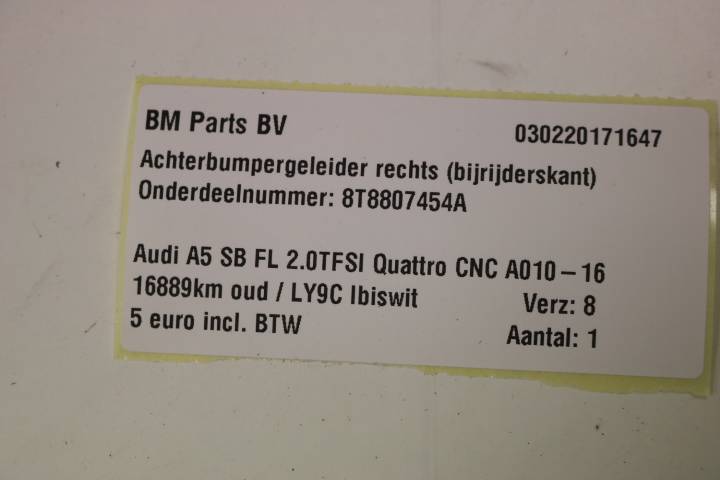 BM Parts BV 030220171647
Achterbumpergeleider rechts (bijrijderskant)
Onderdeelnummer: 8T8807454A
Audi A5 SB FL 2.0TFSI Quattro CNC A010-16
16889km oud / LY9C Ibiswit Verz: 8
5 euro incl. BTW Aantal: 1